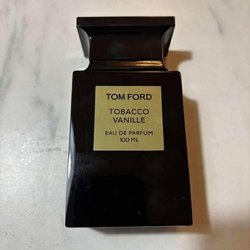 TOM FORD
TOBACCO
VANILLE
EAU DE PARFUM
100 ML